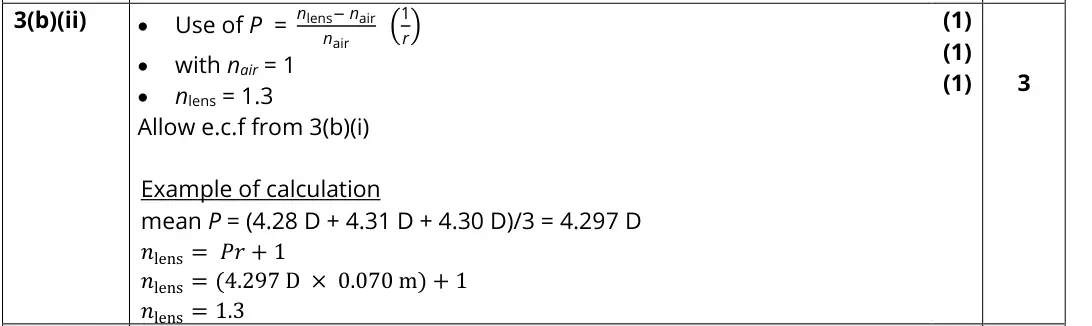 3(b)(ii)
• Use of P = (n_lens − n_air)/n_air (1/r) (1)
• with n_air = 1 (1)
• n_lens = 1.3 (1) 3
Allow e.c.f from 3(b)(i)
Example of calculation
mean P = (4.28 D + 4.31 D + 4.30 D)/3 = 4.297 D
n_lens = Pr + 1
n_lens = (4.297 D × 0.070 m) + 1
n_lens = 1.3